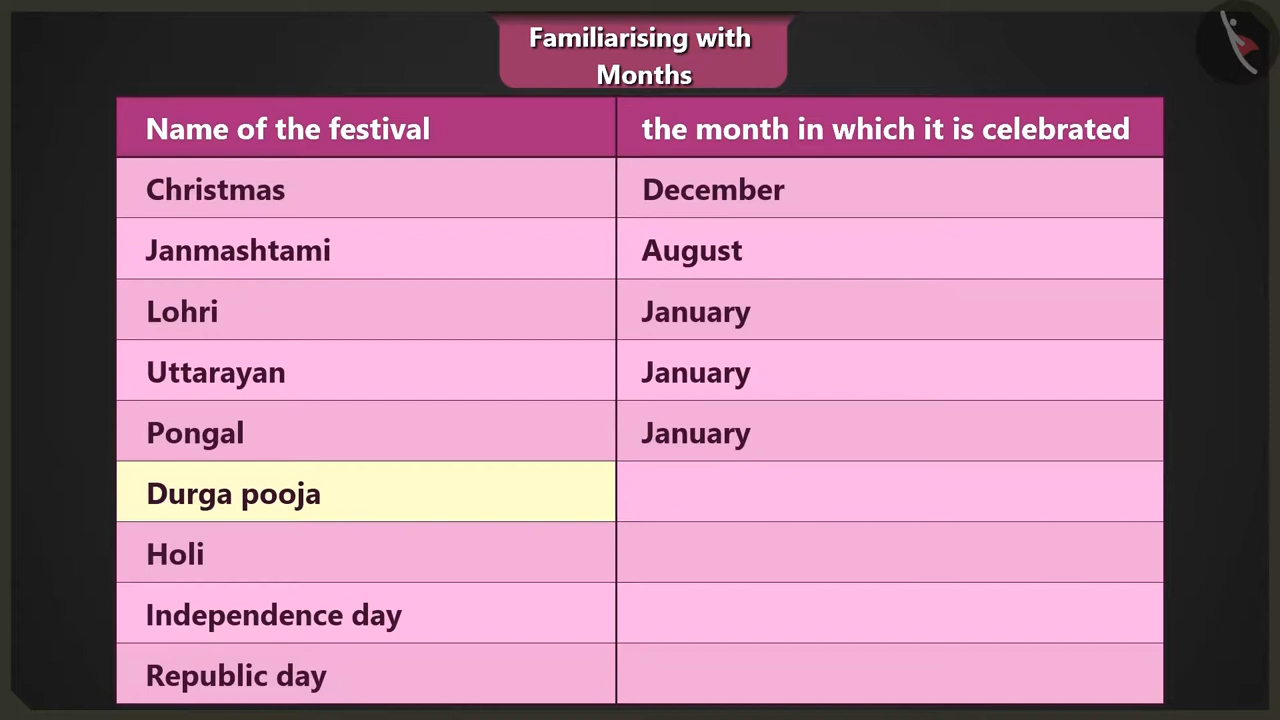 Familiarising with
Months
Name of the festival the month in which it is celebrated
Christmas December
Janmashtami August
Lohri January
Uttarayan January
Pongal January
Durga pooja
Holi
Independence day
Republic day